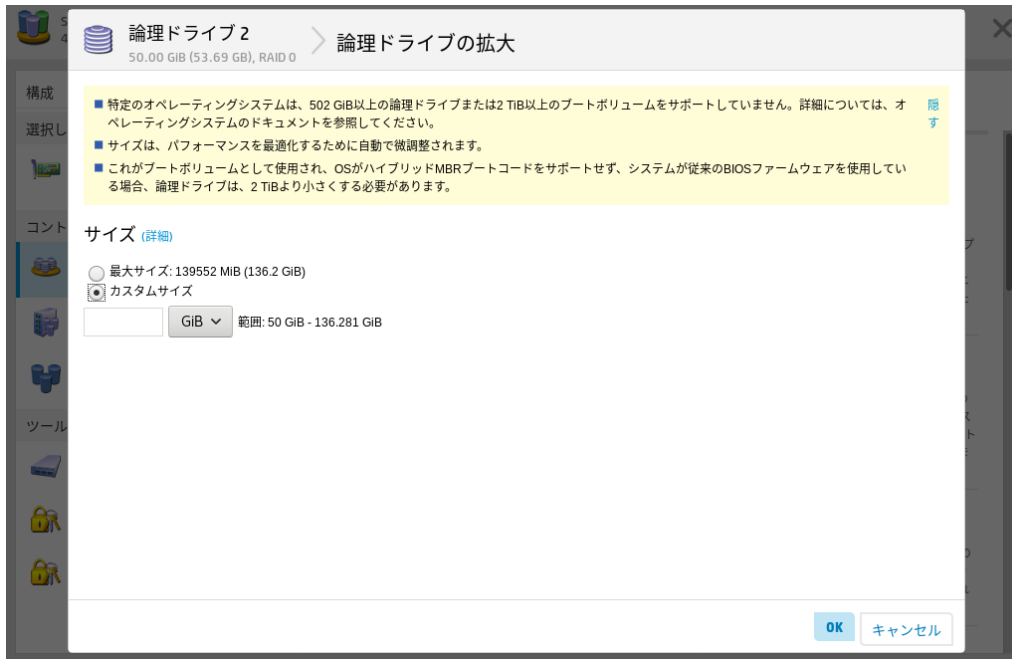 論理ドライブ 2
50.00 GiB (53.69 GB), RAID 0
論理ドライブの拡大
特定のオペレーティングシステムは、502 GiB以上の論理ドライブまたは2 TiB以上のブートボリュームをサポートしていません。詳細については、オ
ペレーティングシステムのドキュメントを参照してください。
隠
す
サイズは、パフォーマンスを最適化するために自動で微調整されます。
これがブートボリュームとして使用され、OSがハイブリッドMBRブートコードをサポートせず、システムが従来のBIOSファームウェアを使用してい
る場合、論理ドライブは、2 TiBより小さくする必要があります。
構成
選択し
コント
ツール
サイズ (詳細)
最大サイズ: 139552 MiB (136.2 GiB)
カスタムサイズ
GiB 範囲: 50 GiB - 136.281 GiB
OK キャンセル